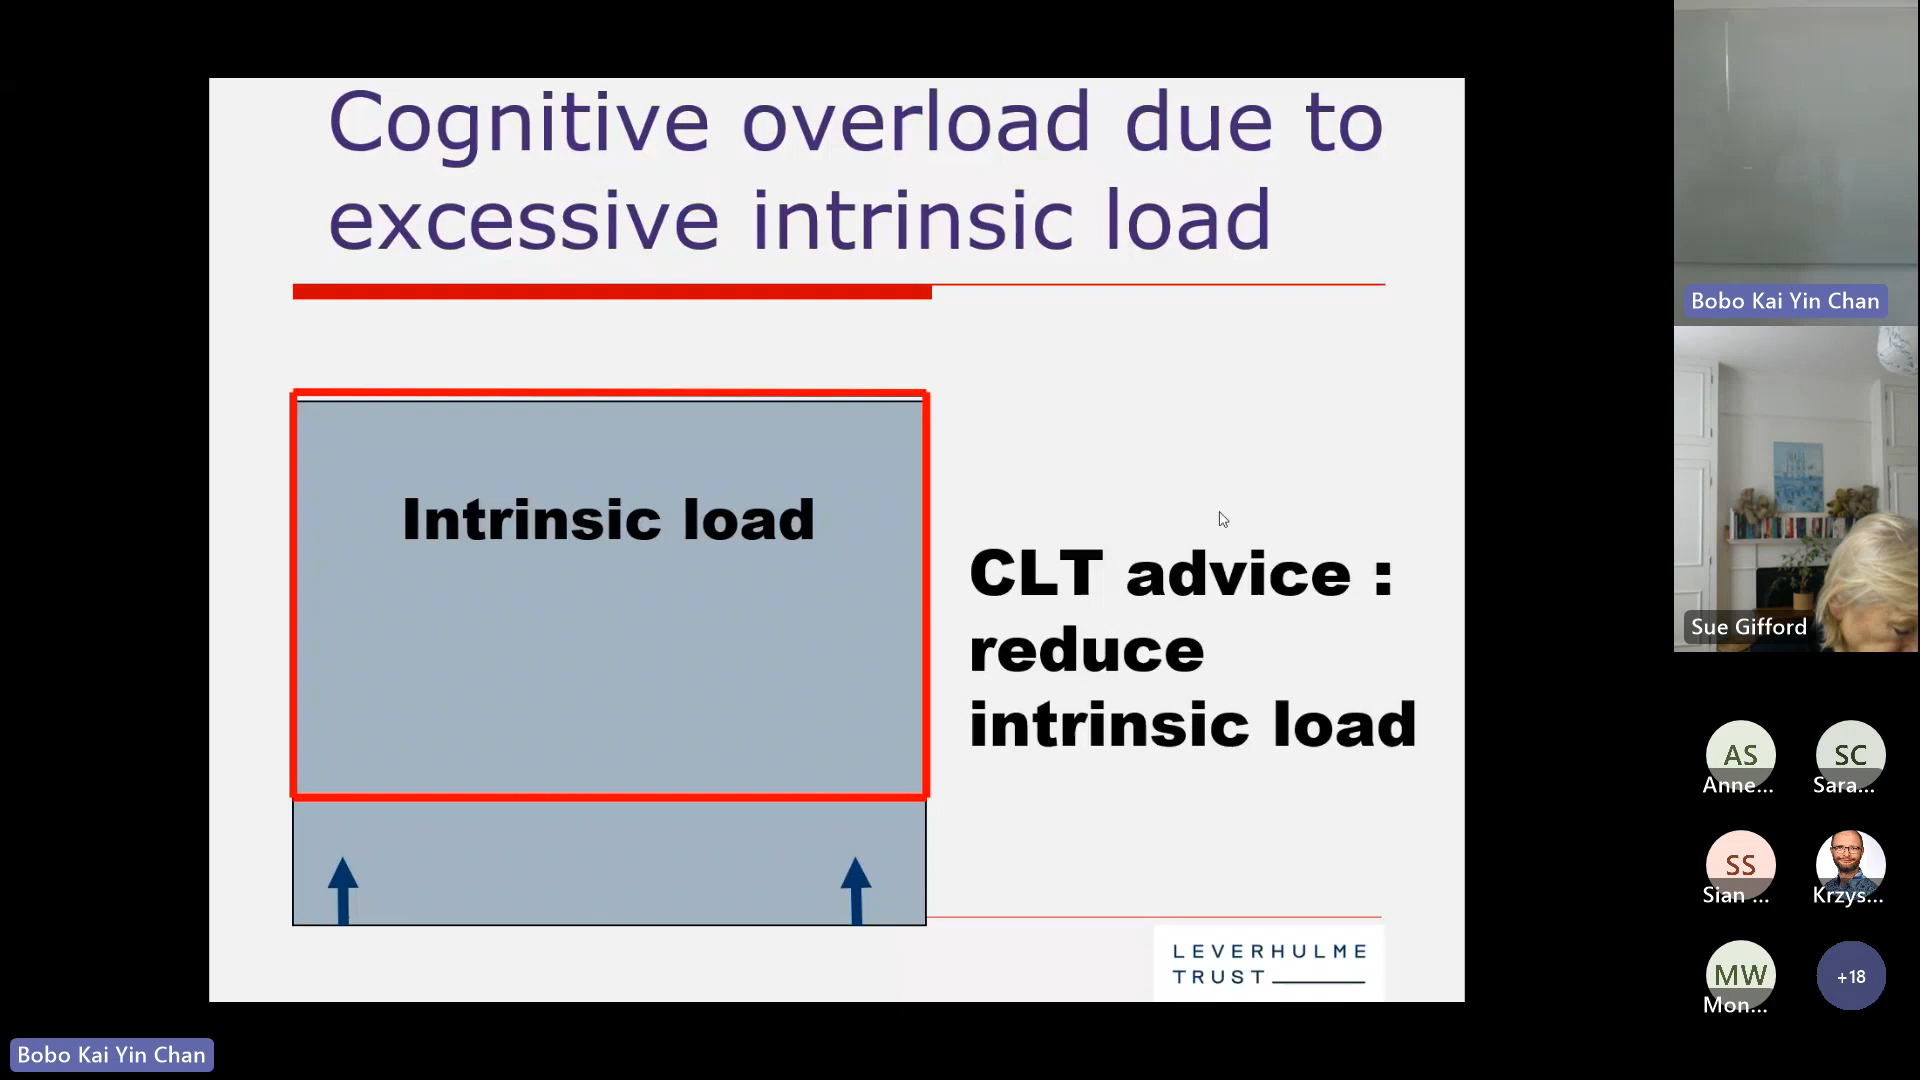 Cognitive overload due to
excessive intrinsic load
Intrinsic load
CLT advice :
reduce
intrinsic load
LEVERHULME
TRUST
Bobo Kai Yin Chan
Sue Gifford
AS
Anne...
SC
Sara...
SS
Sian ...
Krzys...
MW
Mon...
+18
Bobo Kai Yin Chan